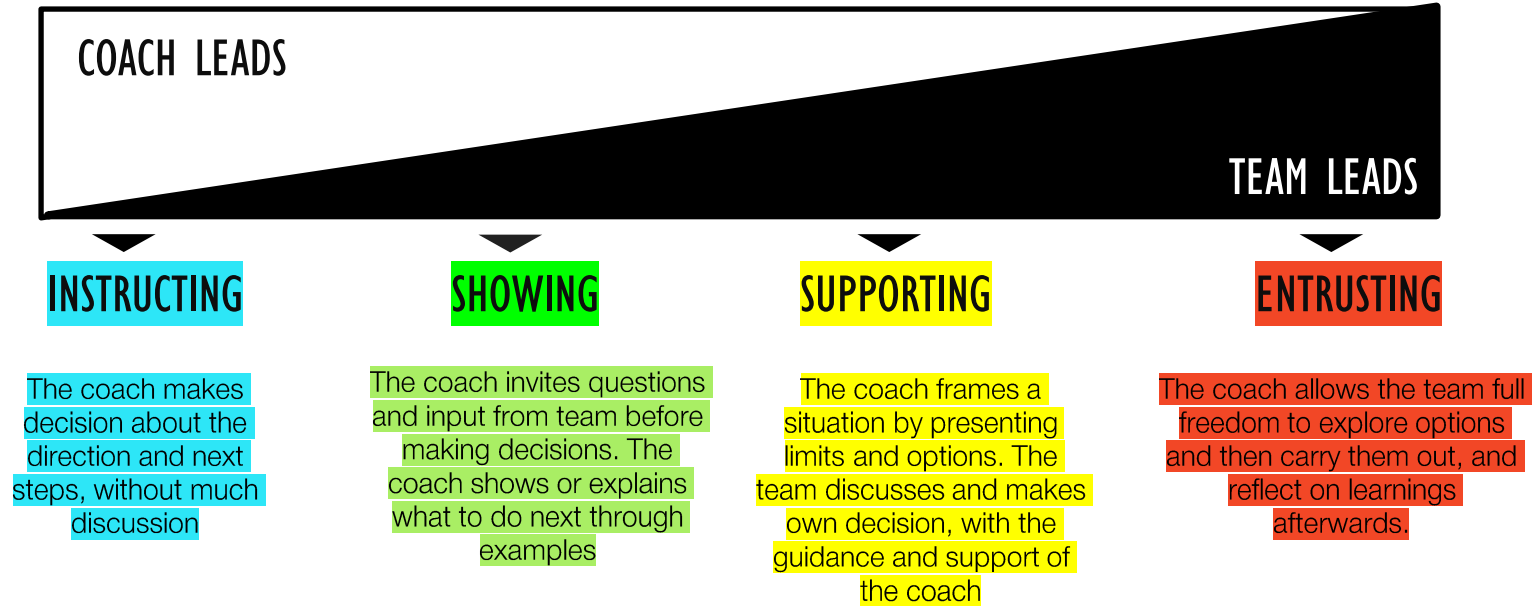 COACH LEADS
TEAM LEADS
INSTRUCTING
The coach makes
decision about the
direction and next
steps, without much
discussion
SHOWING
The coach invites questions
and input from team before
making decisions. The
coach shows or explains
what to do next through
examples
SUPPORTING
The coach frames a
situation by presenting
limits and options. The
team discusses and makes
own decision, with the
guidance and support of
the coach
ENTRUSTING
The coach allows the team full
freedom to explore options
and then carry them out, and
reflect on learnings
afterwards.